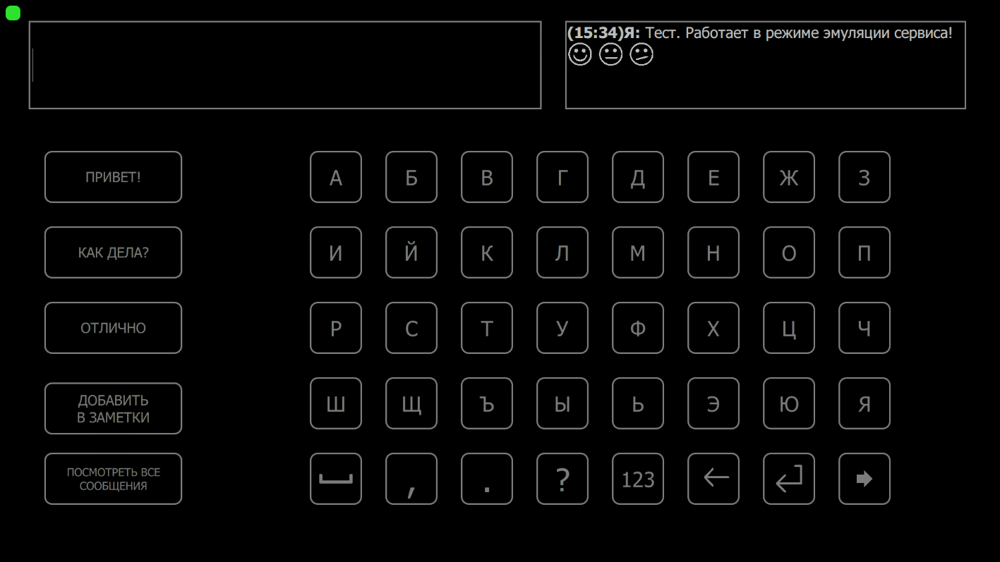 (15:34)Я: Тест. Работает в режиме эмуляции сервиса!
ПРИВЕТ!
А Б В Г Д Е Ж З
КАК ДЕЛА?
И Й К Л М Н О П
ОТЛИЧНО
Р С Т У Ф Х Ц Ч
ДОБАВИТЬ
В ЗАМЕТКИ
Ш Щ Ъ Ы Ь Э Ю Я
ПОСМОТРЕТЬ ВСЕ
СООБЩЕНИЯ
, . ? 123